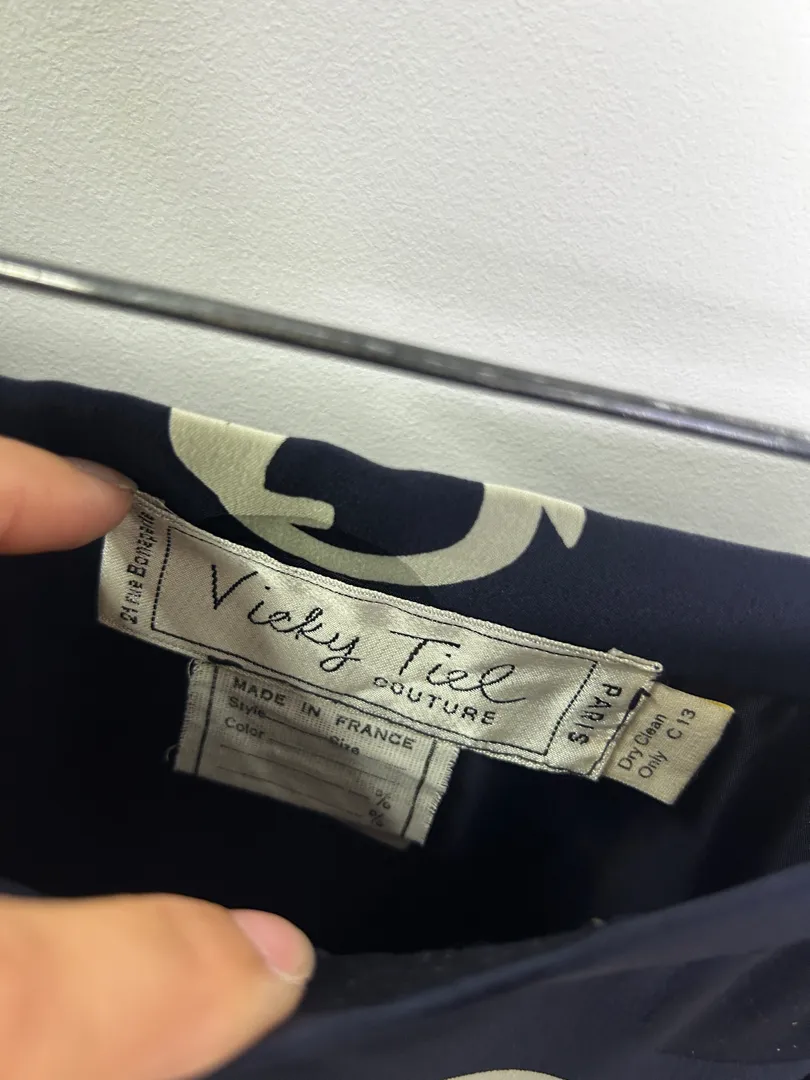 21 rue Bonaparte
Vicky Tiel
COUTURE
PARIS
MADE IN FRANCE
Style
Color Size
%
%
Dry Clean
Only C 13